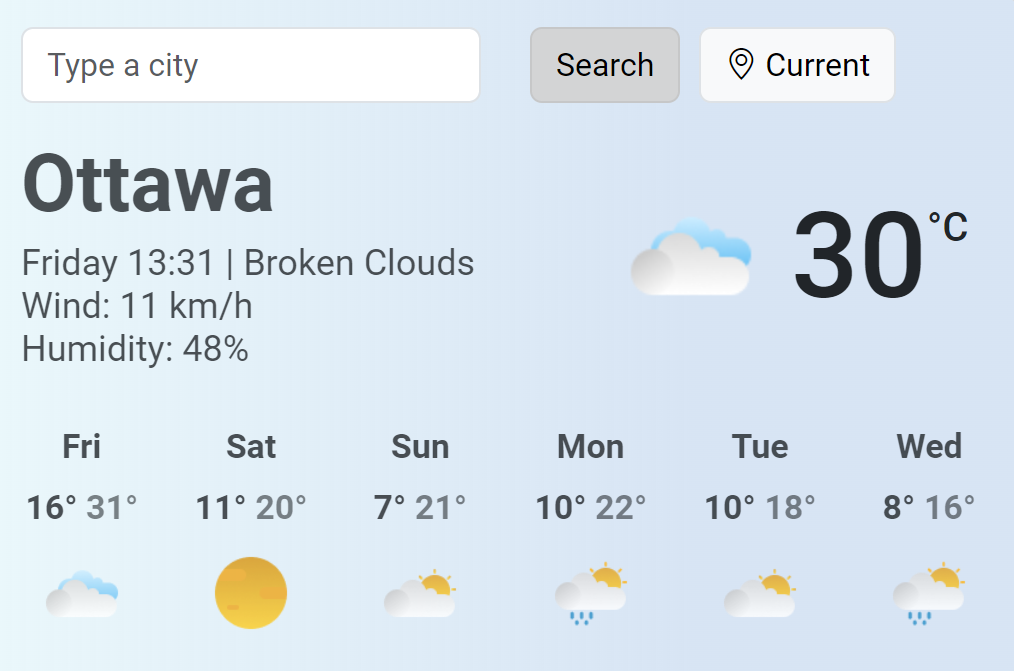 Type a city Search Current
Ottawa
Friday 13:31 | Broken Clouds
Wind: 11 km/h
Humidity: 48%
30 °C
Fri Sat Sun Mon Tue Wed
16° 31° 11° 20° 7° 21° 10° 22° 10° 18° 8° 16°